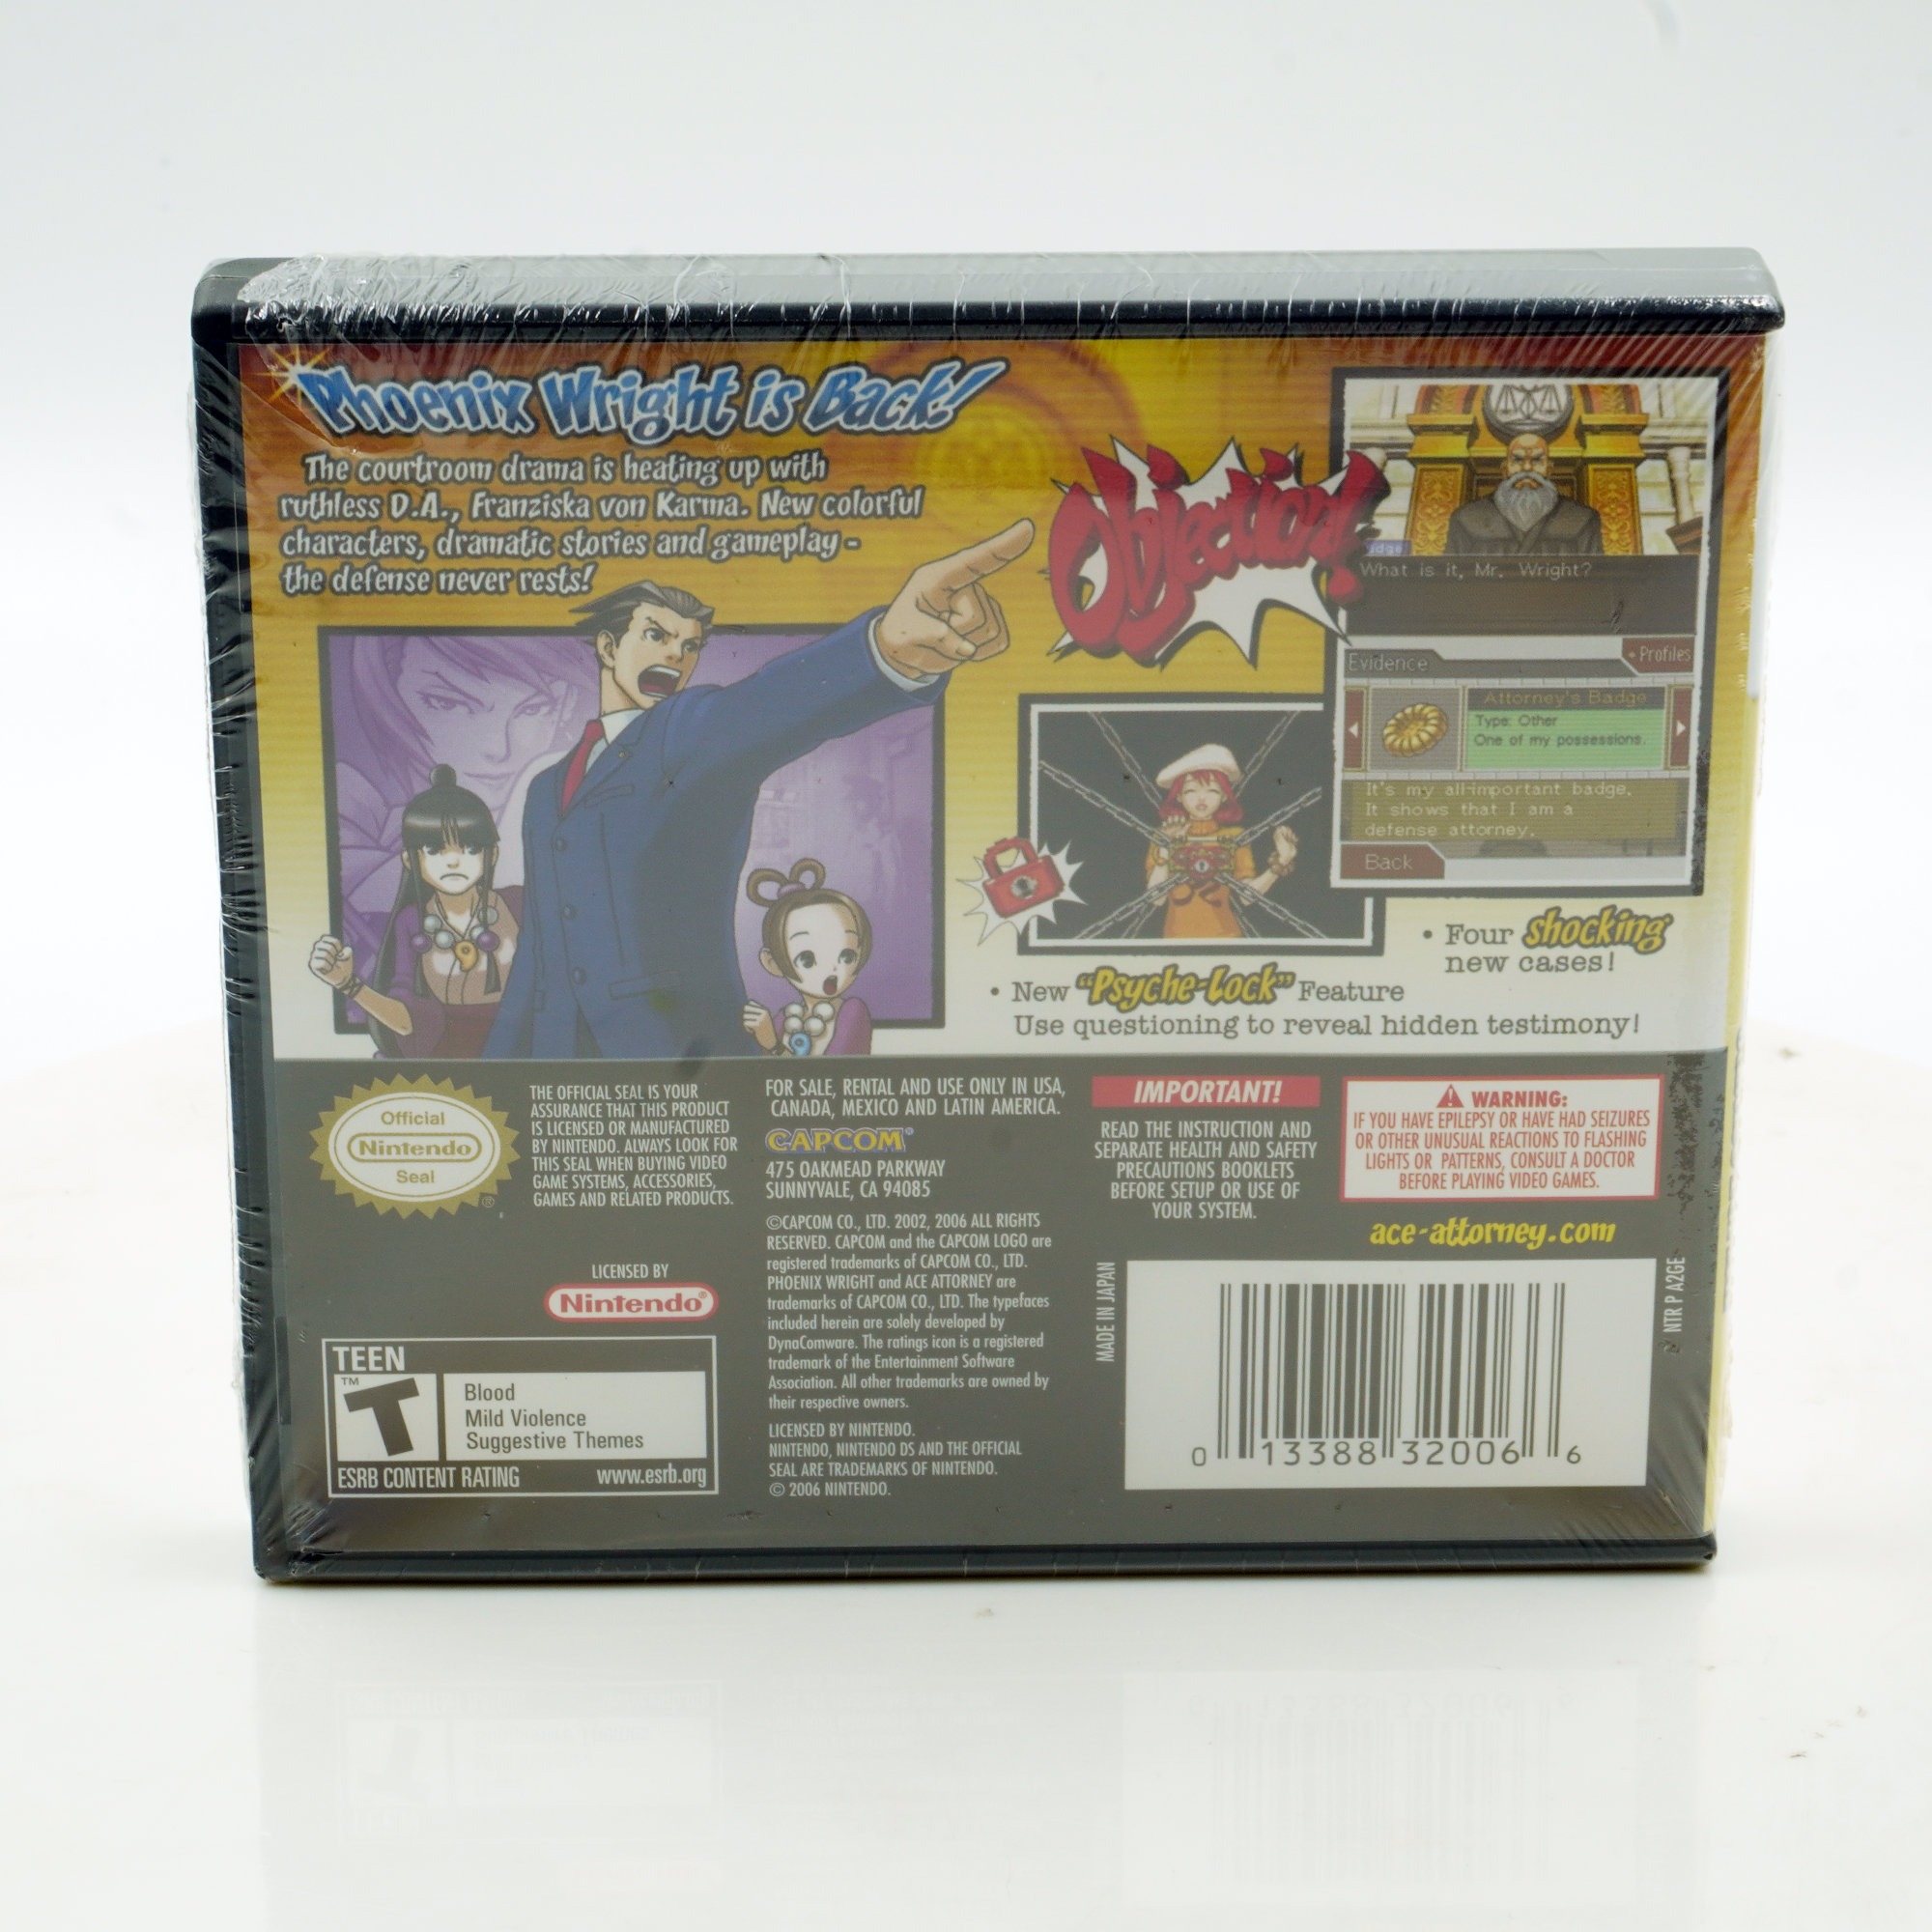 Phoenix Wright is Back!
The courtroom drama is heating up with
ruthless D.A., Franziska von Karma. New colorful
characters, dramatic stories and gameplay -
the defense never rests!
Objection!
What is it, Mr. Wright?
Evidence
• Profiles
Attorney's Badge
Type: Other
One of my possessions.
It's my all-important badge.
It shows that I am a
defense attorney.
Back
• Four shocking
new cases!
• New "Psyche-Lock" Feature
Use questioning to reveal hidden testimony!
Official
Nintendo
Seal
®
THE OFFICIAL SEAL IS YOUR
ASSURANCE THAT THIS PRODUCT
IS LICENSED OR MANUFACTURED
BY NINTENDO. ALWAYS LOOK FOR
THIS SEAL WHEN BUYING VIDEO
GAME SYSTEMS, ACCESSORIES,
GAMES AND RELATED PRODUCTS.
LICENSED BY
Nintendo®
TEEN
T™
Blood
Mild Violence
Suggestive Themes
ESRB CONTENT RATING www.esrb.org
FOR SALE, RENTAL AND USE ONLY IN USA,
CANADA, MEXICO AND LATIN AMERICA.
CAPCOM®
475 OAKMEAD PARKWAY
SUNNYVALE, CA 94085
©CAPCOM CO., LTD. 2002, 2006 ALL RIGHTS
RESERVED. CAPCOM and the CAPCOM LOGO are
registered trademarks of CAPCOM CO., LTD.
PHOENIX WRIGHT and ACE ATTORNEY are
trademarks of CAPCOM CO., LTD. The typefaces
included herein are solely developed by
DynaComware. The ratings icon is a registered
trademark of the Entertainment Software
Association. All other trademarks are owned by
their respective owners.
LICENSED BY NINTENDO.
NINTENDO, NINTENDO DS AND THE OFFICIAL
SEAL ARE TRADEMARKS OF NINTENDO.
© 2006 NINTENDO.
IMPORTANT!
READ THE INSTRUCTION AND
SEPARATE HEALTH AND SAFETY
PRECAUTIONS BOOKLETS
BEFORE SETUP OR USE OF
YOUR SYSTEM.
WARNING:
IF YOU HAVE EPILEPSY OR HAVE HAD SEIZURES
OR OTHER UNUSUAL REACTIONS TO FLASHING
LIGHTS OR PATTERNS, CONSULT A DOCTOR
BEFORE PLAYING VIDEO GAMES.
ace-attorney.com
MADE IN JAPAN
0 13388 32006 6
NTR P A2GE